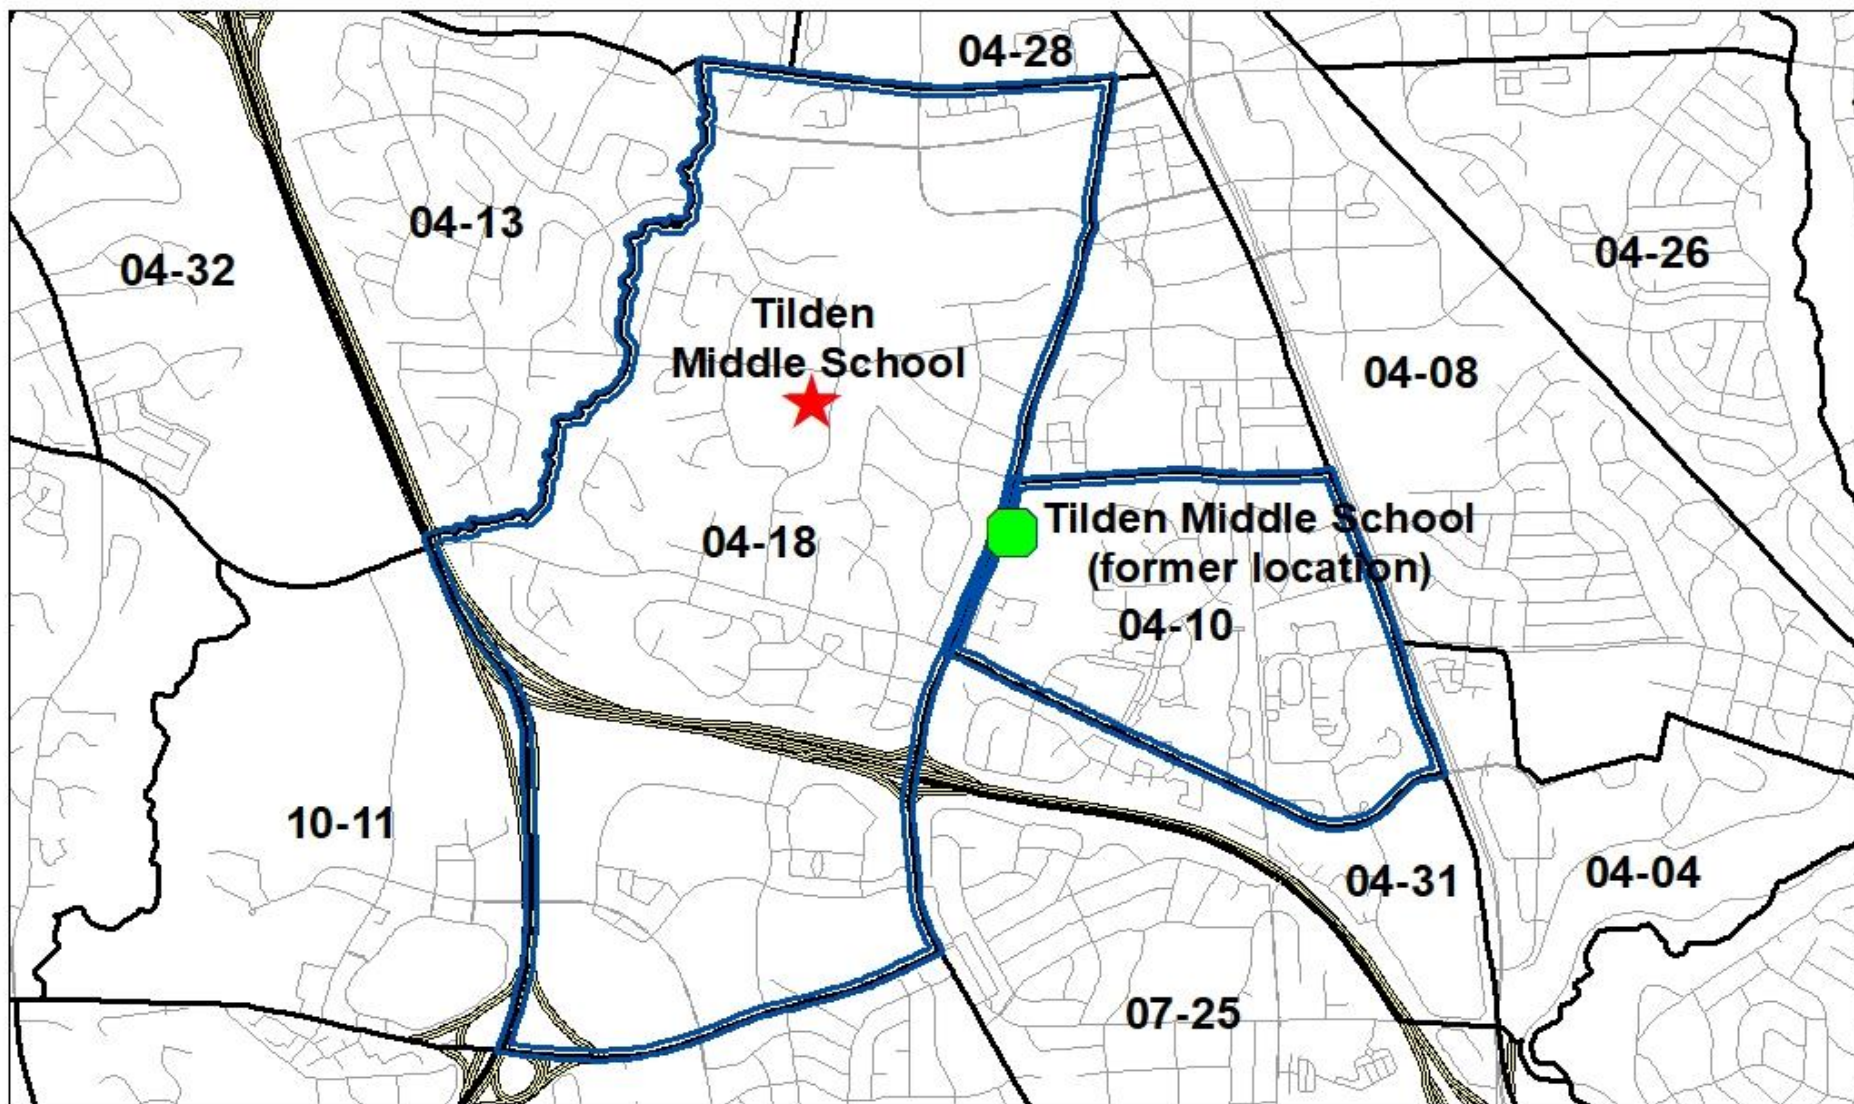 04-28
04-13
04-32
04-26
Tilden
Middle School
04-08
Tilden Middle School
(former location)
04-18
04-10
10-11
04-31
04-04
07-25